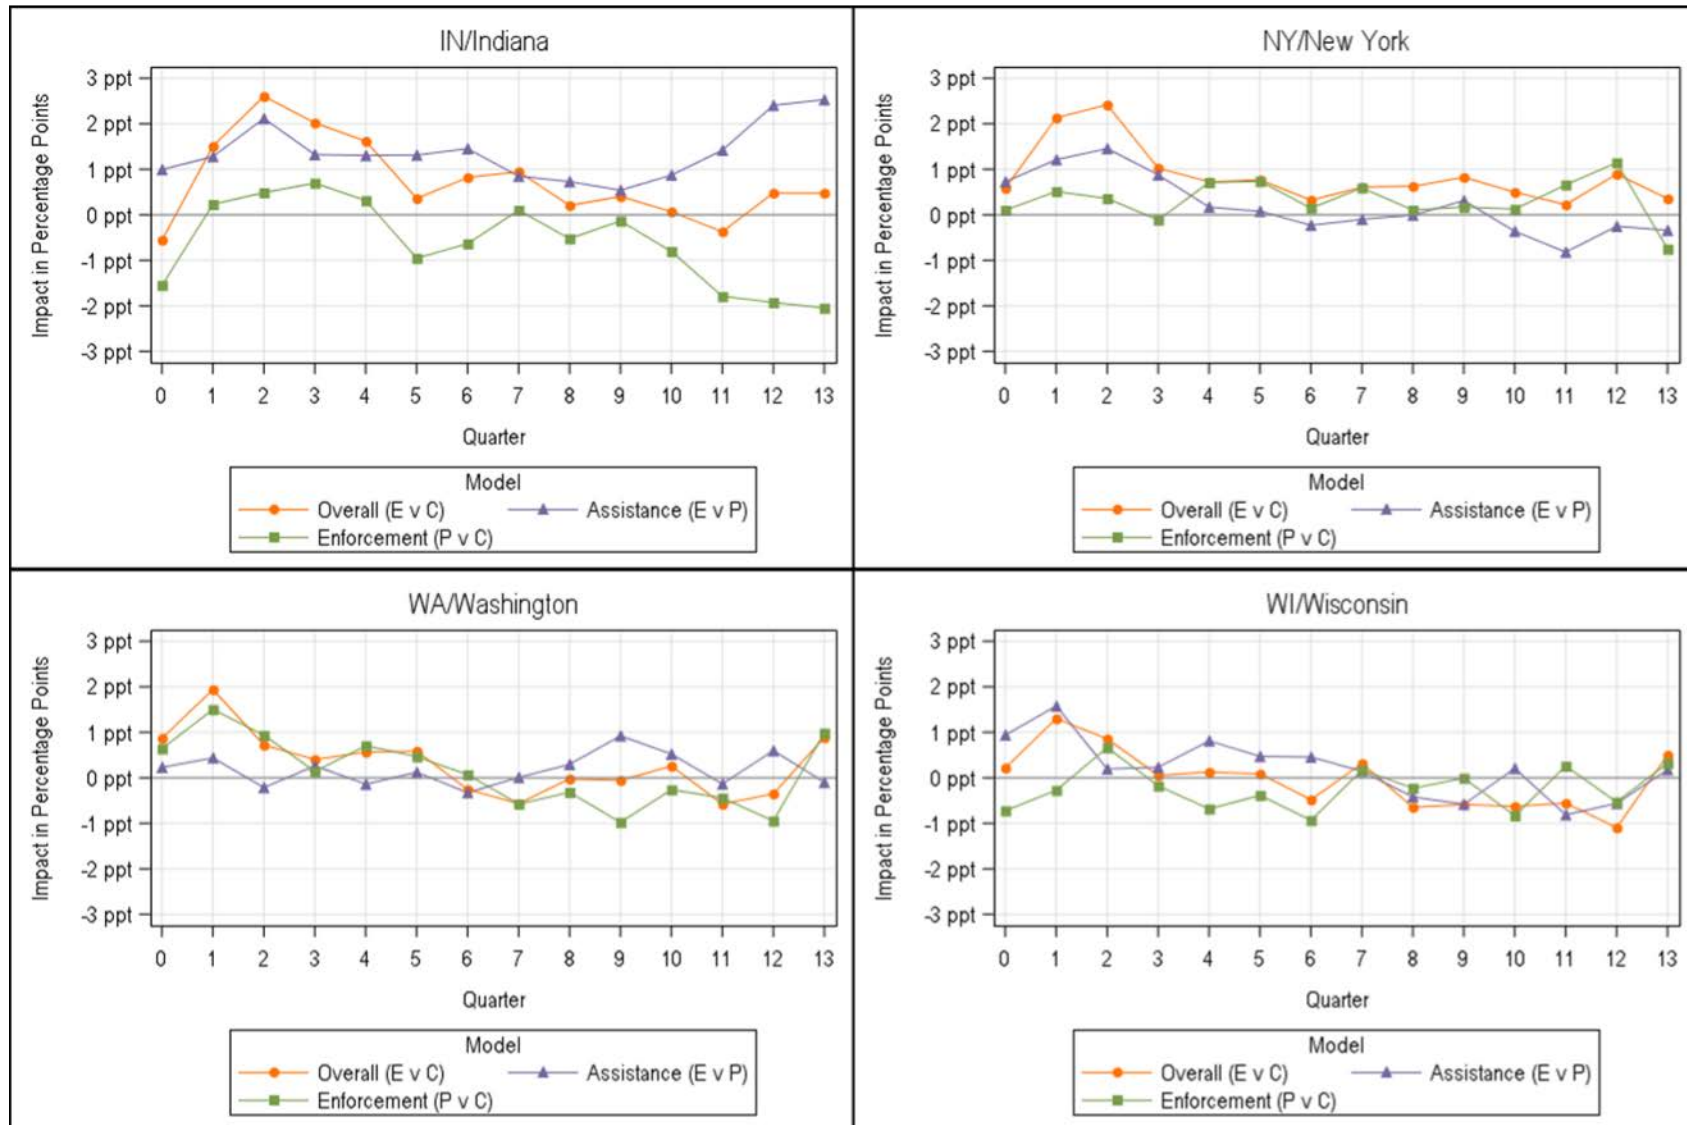 IN/Indiana
Impact in Percentage Points
3 ppt
2 ppt
1 ppt
0 ppt
-1 ppt
-2 ppt
-3 ppt
0 1 2 3 4 5 6 7 8 9 10 11 12 13
Quarter
Model
Overall (E v C) Assistance (E v P)
Enforcement (P v C)
NY/New York
Impact in Percentage Points
3 ppt
2 ppt
1 ppt
0 ppt
-1 ppt
-2 ppt
-3 ppt
0 1 2 3 4 5 6 7 8 9 10 11 12 13
Quarter
Model
Overall (E v C) Assistance (E v P)
Enforcement (P v C)
WA/Washington
Impact in Percentage Points
3 ppt
2 ppt
1 ppt
0 ppt
-1 ppt
-2 ppt
-3 ppt
0 1 2 3 4 5 6 7 8 9 10 11 12 13
Quarter
Model
Overall (E v C) Assistance (E v P)
Enforcement (P v C)
WI/Wisconsin
Impact in Percentage Points
3 ppt
2 ppt
1 ppt
0 ppt
-1 ppt
-2 ppt
-3 ppt
0 1 2 3 4 5 6 7 8 9 10 11 12 13
Quarter
Model
Overall (E v C) Assistance (E v P)
Enforcement (P v C)